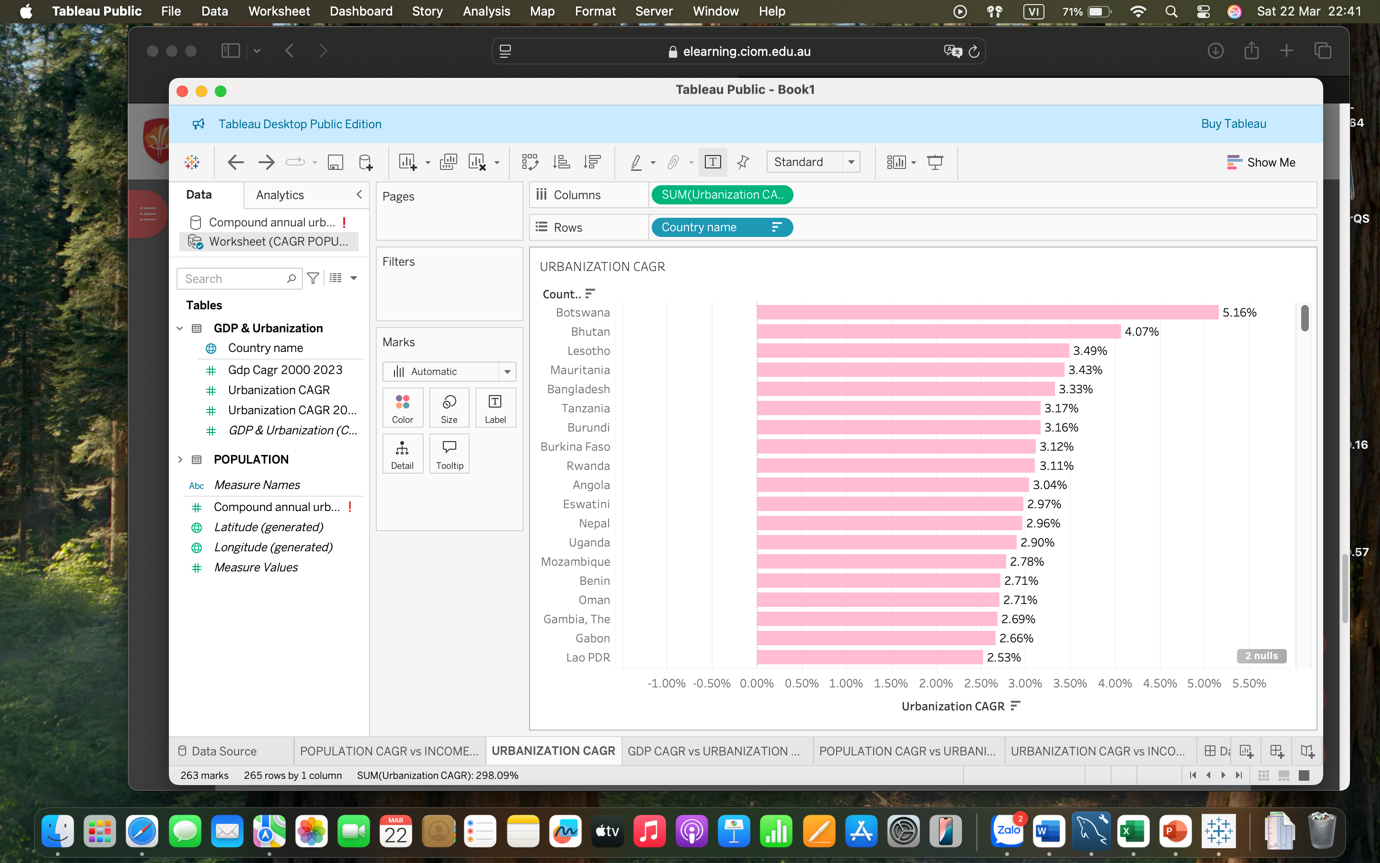 Tableau Public File Data Worksheet Dashboard Story Analysis Map Format Server Window Help VI 71% Sat 22 Mar 22:41
elearning.ciom.edu.au
Tableau Public - Book1
Tableau Desktop Public Edition Buy Tableau
Standard Show Me
Data Analytics
Compound annual urb... !
Worksheet (CAGR POPU...
Search
Tables
GDP & Urbanization
Country name
Gdp Cagr 2000 2023
Urbanization CAGR
Urbanization CAGR 20...
GDP & Urbanization (C...
POPULATION
Abc Measure Names
Compound annual urb... !
Latitude (generated)
Longitude (generated)
Measure Values
Pages
Filters
Marks
Automatic
Color Size Label
Detail Tooltip
Columns SUM(Urbanization CA..
Rows Country name
URBANIZATION CAGR
Count..
Botswana 5.16%
Bhutan 4.07%
Lesotho 3.49%
Mauritania 3.43%
Bangladesh 3.33%
Tanzania 3.17%
Burundi 3.16%
Burkina Faso 3.12%
Rwanda 3.11%
Angola 3.04%
Eswatini 2.97%
Nepal 2.96%
Uganda 2.90%
Mozambique 2.78%
Benin 2.71%
Oman 2.71%
Gambia, The 2.69%
Gabon 2.66%
Lao PDR 2.53%
2 nulls
-1.00% -0.50% 0.00% 0.50% 1.00% 1.50% 2.00% 2.50% 3.00% 3.50% 4.00% 4.50% 5.00% 5.50%
Urbanization CAGR
64
QS
.16
.57
Data Source POPULATION CAGR vs INCOME... URBANIZATION CAGR GDP CAGR vs URBANIZATION ... POPULATION CAGR vs URBANI... URBANIZATION CAGR vs INCO... Da
263 marks 265 rows by 1 column SUM(Urbanization CAGR): 298.09%
MAR
22
tv
Zalo
2
W
X
P